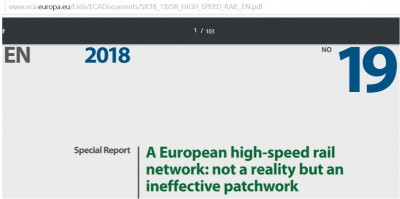 www.eca.europa.eu/Lists/ECADocuments/SR18_19/SR_HIGH_SPEED_RAIL_EN.pdf
1 / 103
EN 2018 NO 19
Special Report
A European high-speed rail
network: not a reality but an
ineffective patchwork